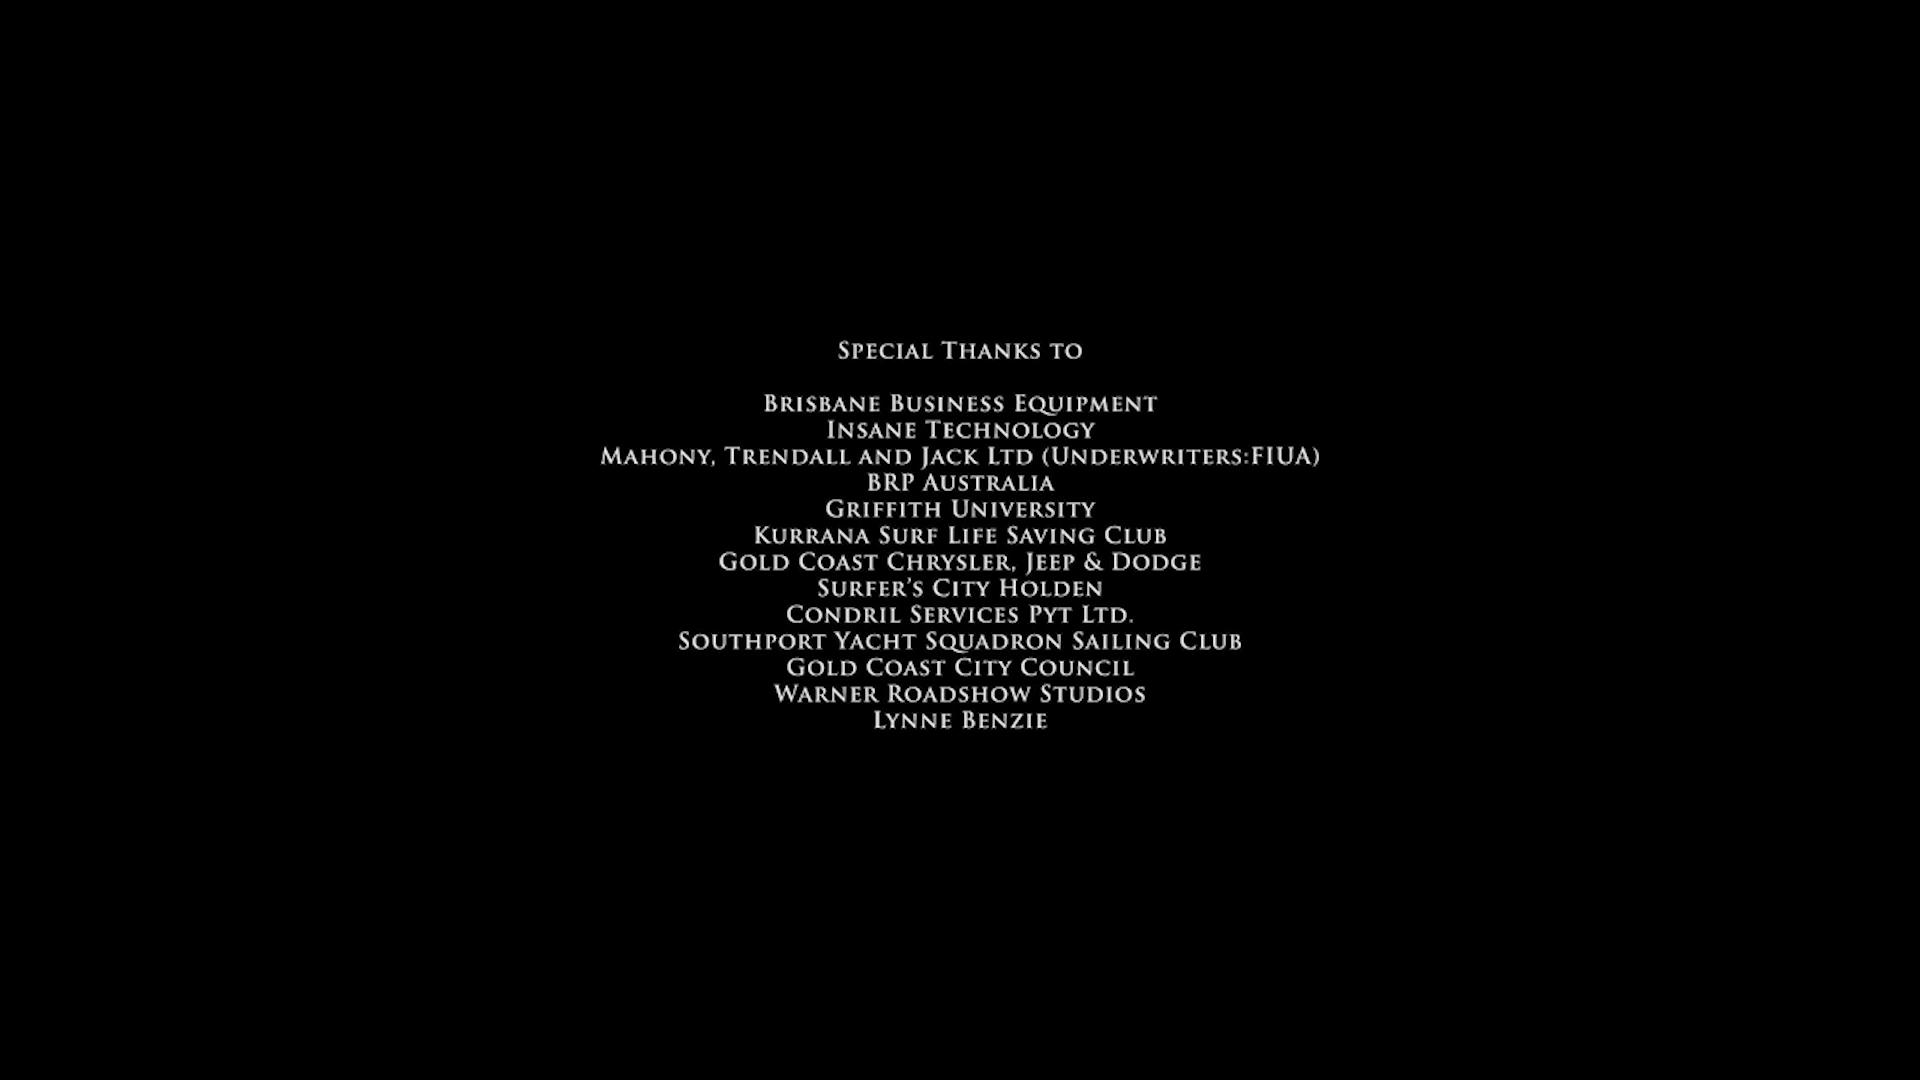 Special Thanks to
Brisbane Business Equipment
Insane Technology
Mahony, Trendall and Jack Ltd (Underwriters:FIUA)
BRP Australia
Griffith University
Kurrana Surf Life Saving Club
Gold Coast Chrysler, Jeep & Dodge
Surfer's City Holden
Condril Services Pyt Ltd.
Southport Yacht Squadron Sailing Club
Gold Coast City Council
Warner Roadshow Studios
Lynne Benzie